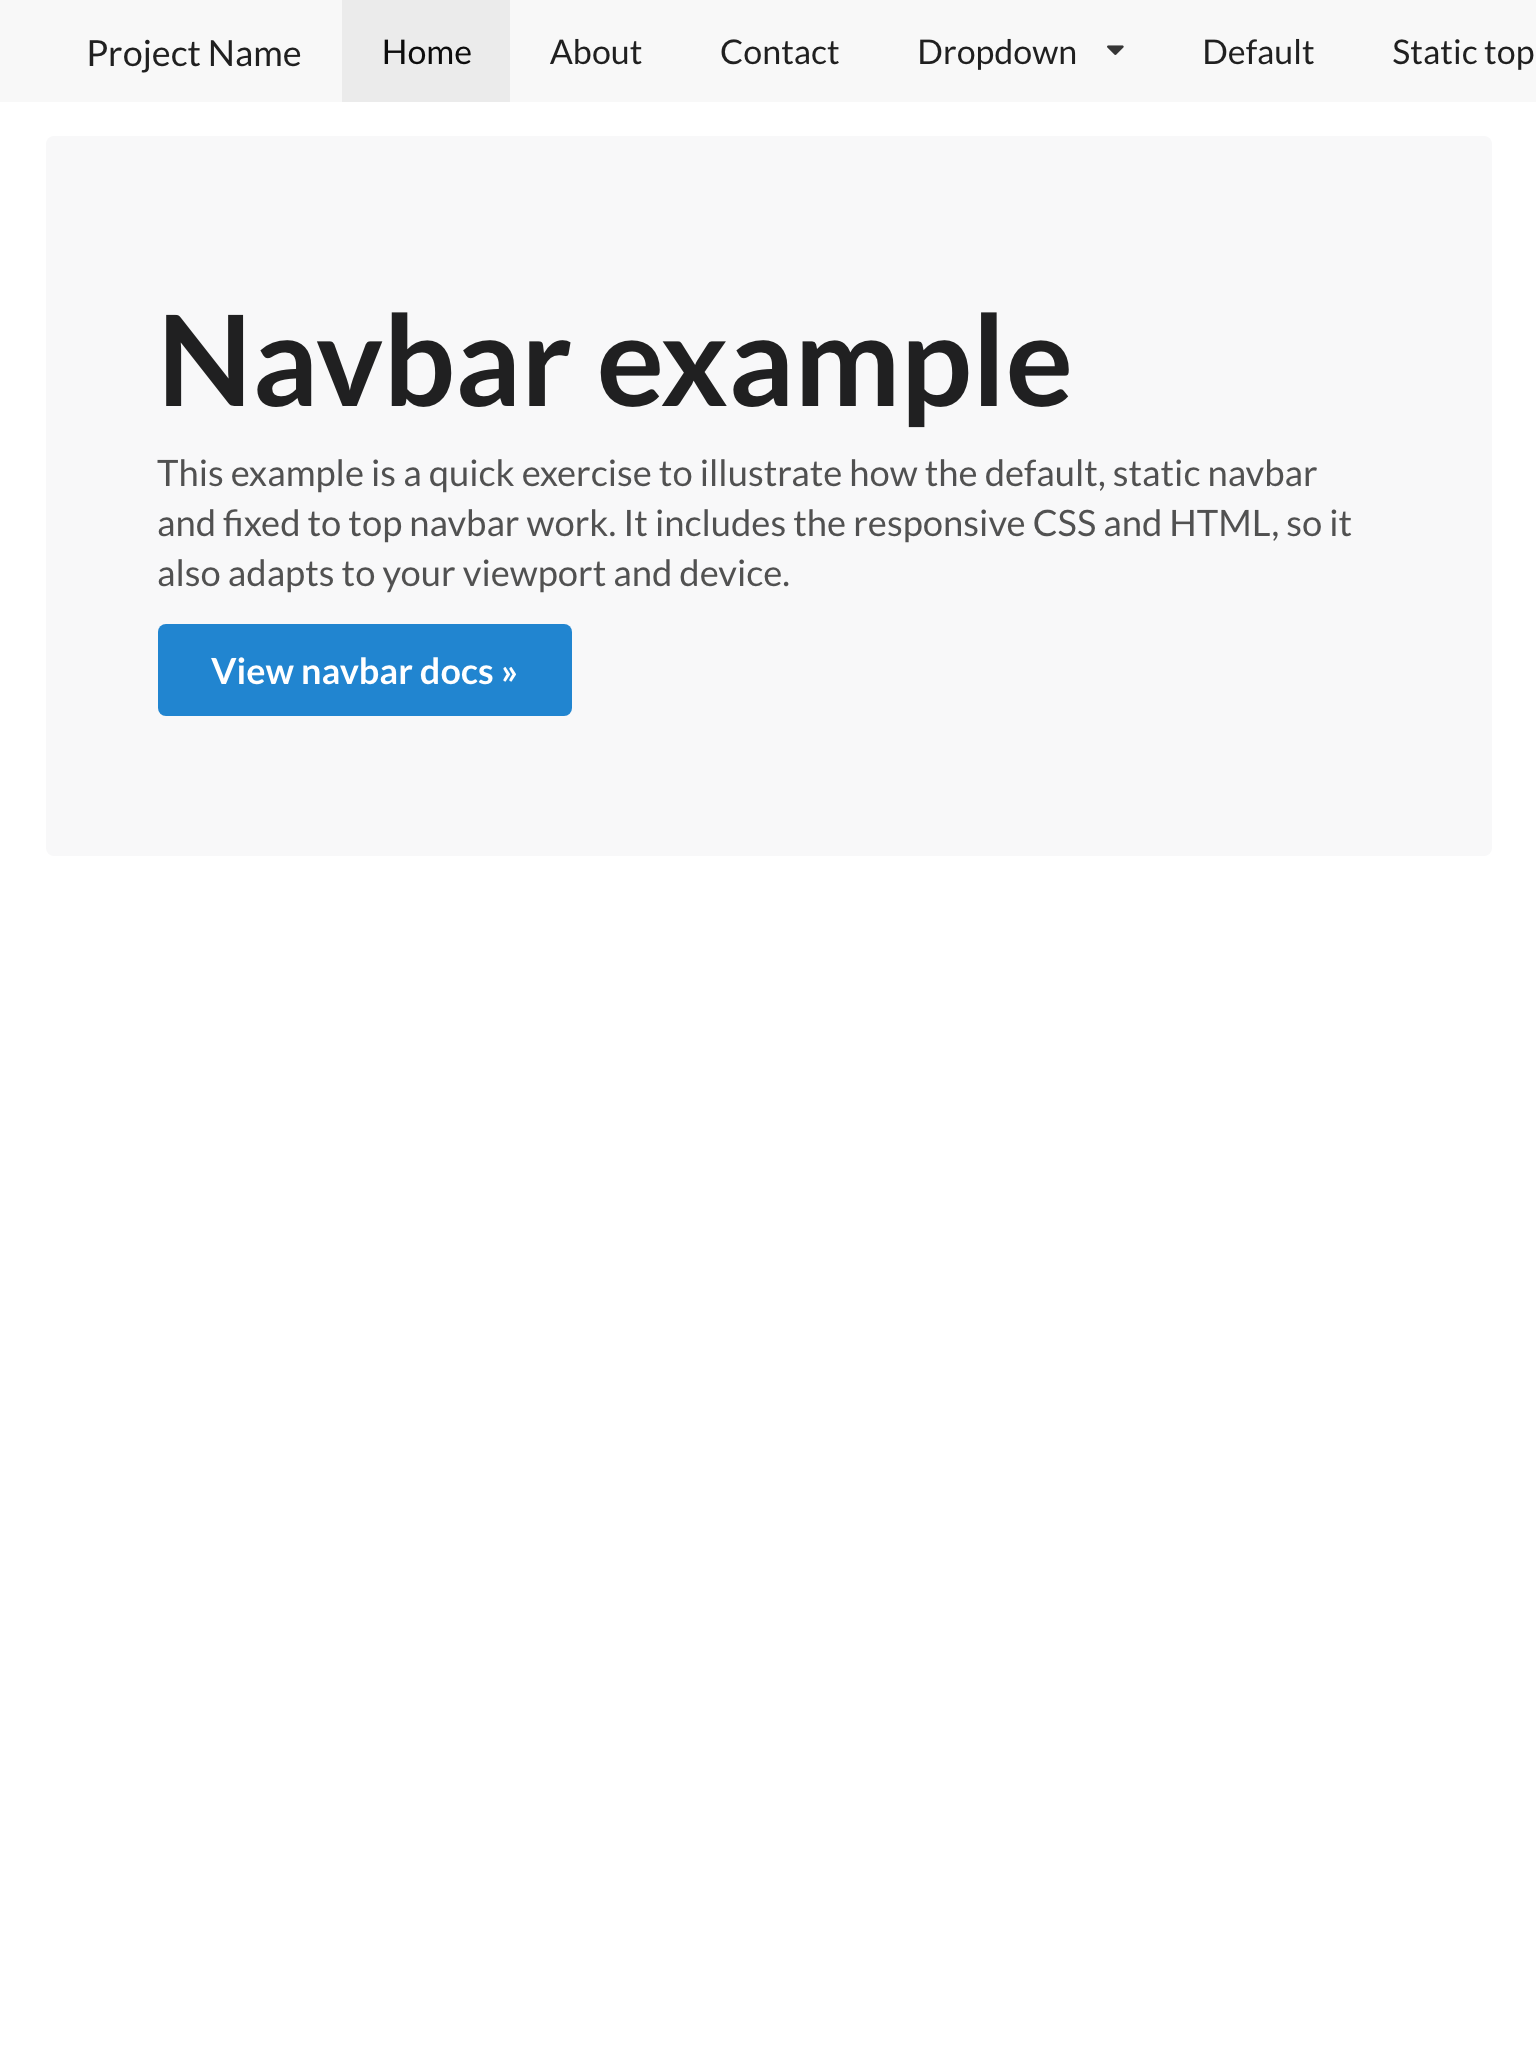 Project Name Home About Contact Dropdown Default Static top
Navbar example
This example is a quick exercise to illustrate how the default, static navbar
and fixed to top navbar work. It includes the responsive CSS and HTML, so it
also adapts to your viewport and device.
View navbar docs »